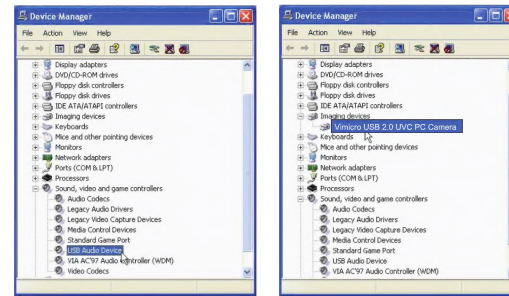 Device Manager
File Action View Help
Display adapters
DVD/CD-ROM drives
Floppy disk controllers
Floppy disk drives
IDE ATA/ATAPI controllers
Imaging devices
Keyboards
Mice and other pointing devices
Monitors
Network adapters
Ports (COM & LPT)
Processors
Sound, video and game controllers
Audio Codecs
Legacy Audio Drivers
Legacy Video Capture Devices
Media Control Devices
Standard Game Port
USB Audio Device
VIA AC'97 Audio Controller (WDM)
Video Codecs
Device Manager
File Action View Help
Display adapters
DVD/CD-ROM drives
Floppy disk controllers
Floppy disk drives
IDE ATA/ATAPI controllers
Imaging devices
Vimicro USB 2.0 UVC PC Camera
Keyboards
Mice and other pointing devices
Monitors
Network adapters
Ports (COM & LPT)
Processors
Sound, video and game controllers
Audio Codecs
Legacy Audio Drivers
Legacy Video Capture Devices
Media Control Devices
Standard Game Port
USB Audio Device
VIA AC'97 Audio Controller (WDM)